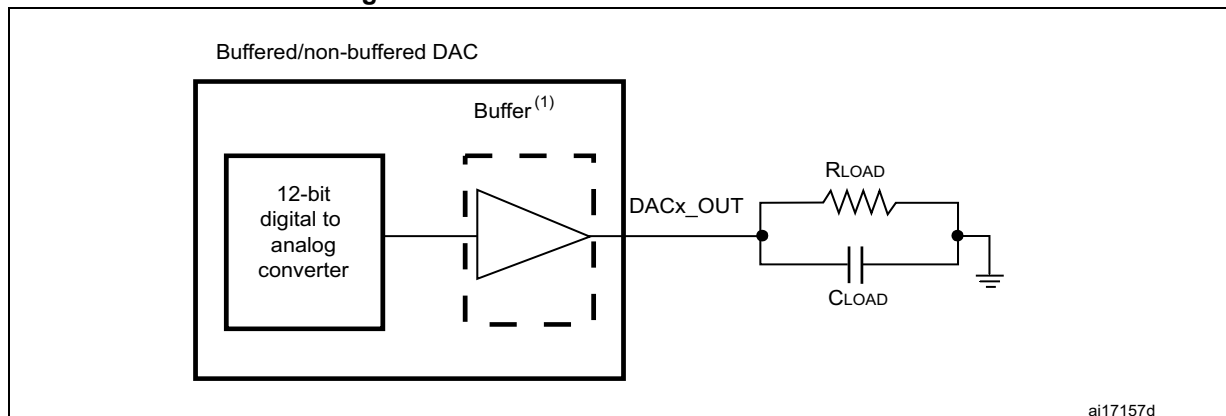 Buffered/non-buffered DAC
Buffer(1)
12-bit
digital to
analog
converter
DACx_OUT
RLOAD
CLOAD
ai17157d